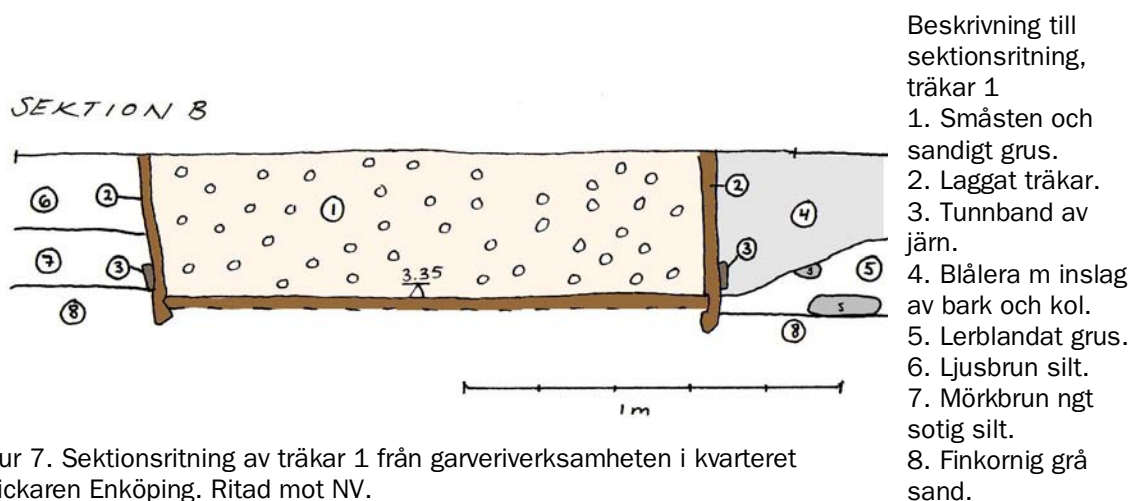 SEKTION B
6
2
1
2
4
7
3
3.35
3
5
s
s
8
8
1 m
ur 7. Sektionsritning av träkar 1 från garveriverksamheten i kvarteret
ickaren Enköping. Ritad mot NV.
Beskrivning till
sektionsritning,
träkar 1
1. Småsten och
sandigt grus.
2. Laggat träkar.
3. Tunnband av
järn.
4. Blålera m inslag
av bark och kol.
5. Lerblandat grus.
6. Ljusbrun silt.
7. Mörkbrun ngt
sotig silt.
8. Finkornig grå
sand.